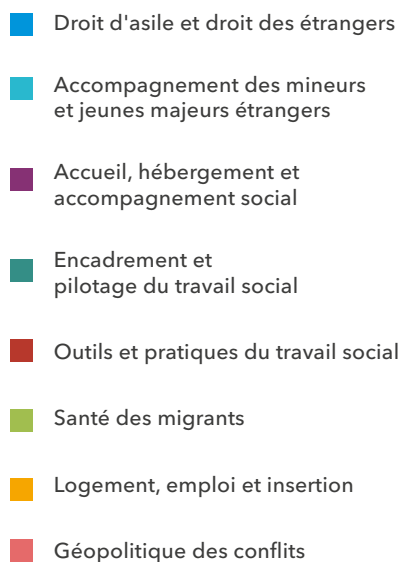 Droit d'asile et droit des étrangers
Accompagnement des mineurs
et jeunes majeurs étrangers
Accueil, hébergement et
accompagnement social
Encadrement et
pilotage du travail social
Outils et pratiques du travail social
Santé des migrants
Logement, emploi et insertion
Géopolitique des conflits